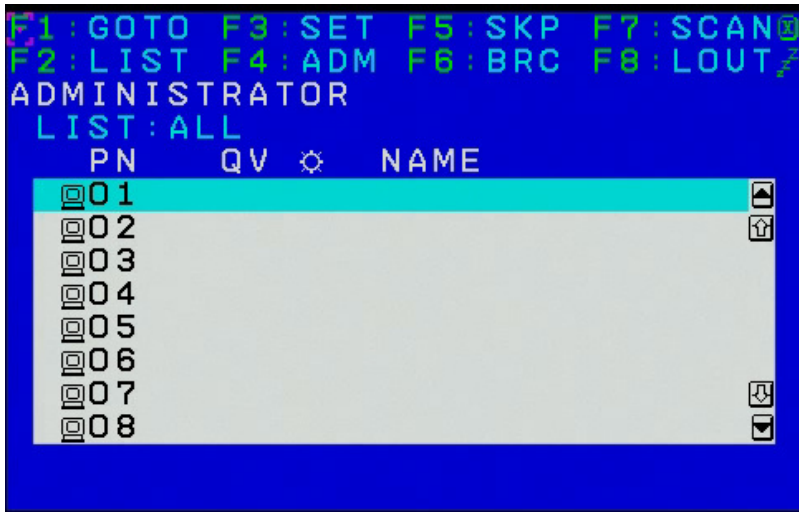 F1:GOTO F3:SET F5:SKP F7:SCAN
F2:LIST F4:ADM F6:BRC F8:LOUT
ADMINISTRATOR
LIST:ALL
PN QV NAME
01
02
03
04
05
06
07
08